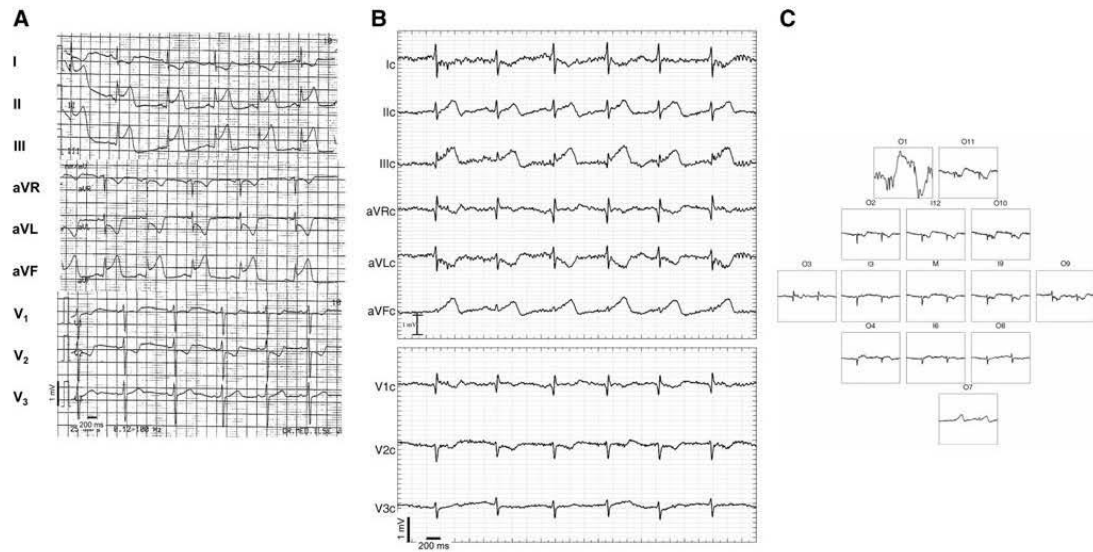 A
I
II
III
aVR
aVL
aVF
V1
V2
V3
1 mV
200 ms
0.12-100 Hz
B
Ic
IIc
IIIc
aVRc
aVLc
aVFc
1 mV
V1c
V2c
V3c
1 mV
200 ms
C
O1 O11
O2 I12 O10
O3 I3 M I9 O9
O4 I6 O8
O7